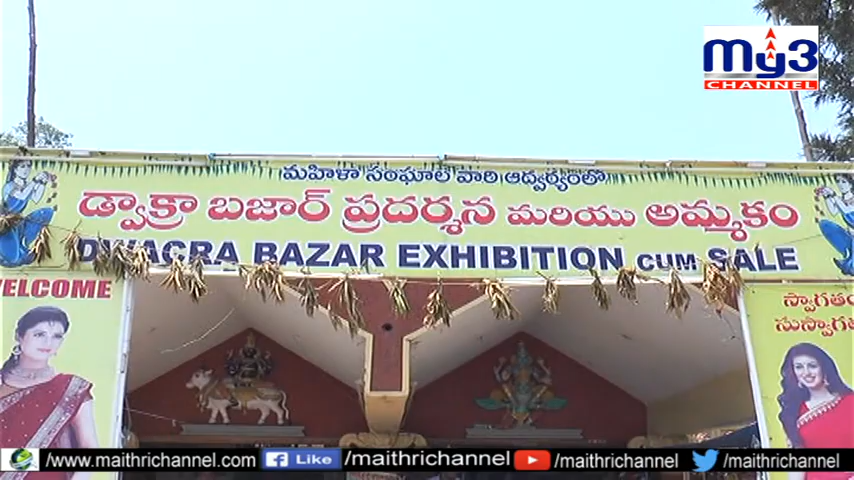 My3
CHANNEL
మహిళా సంఘాల వారి ఆధ్వర్యంతో
డ్వాక్రా బజార్ ప్రదర్శన మరియు అమ్మకం
DWACRA BAZAR EXHIBITION CUM SALE
WELCOME
స్వాగతం
సుస్వాగతం
/www.maithrichannel.com Like /maithrichannel /maithrichannel /maithrichannel